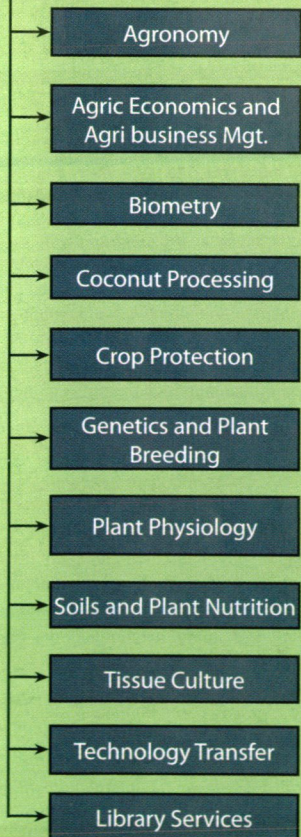 Agronomy
Agric Economics and
Agri business Mgt.
Biometry
Coconut Processing
Crop Protection
Genetics and Plant
Breeding
Plant Physiology
Soils and Plant Nutrition
Tissue Culture
Technology Transfer
Library Services